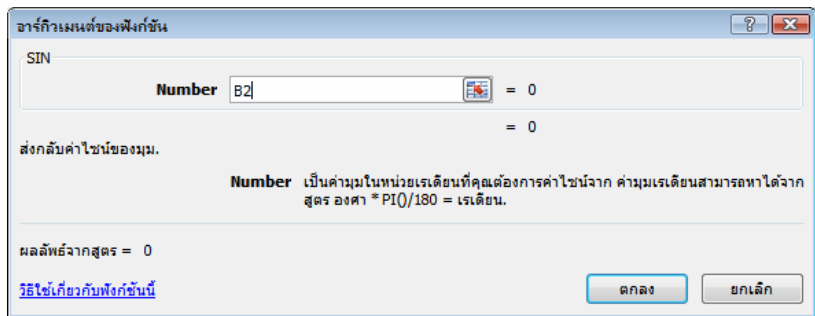 อาร์กิวเมนต์ของฟังก์ชัน
SIN
Number B2 = 0
= 0
ส่งกลับค่าไซน์ของมุม.
Number เป็นค่ามุมในหน่วยเรเดียนที่คุณต้องการค่าไซน์จาก ค่ามุมเรเดียนสามารถหาได้จาก
สูตร องศา * PI()/180 = เรเดียน.
ผลลัพธ์จากสูตร = 0
วิธีใช้เกี่ยวกับฟังก์ชันนี้
ตกลง ยกเลิก